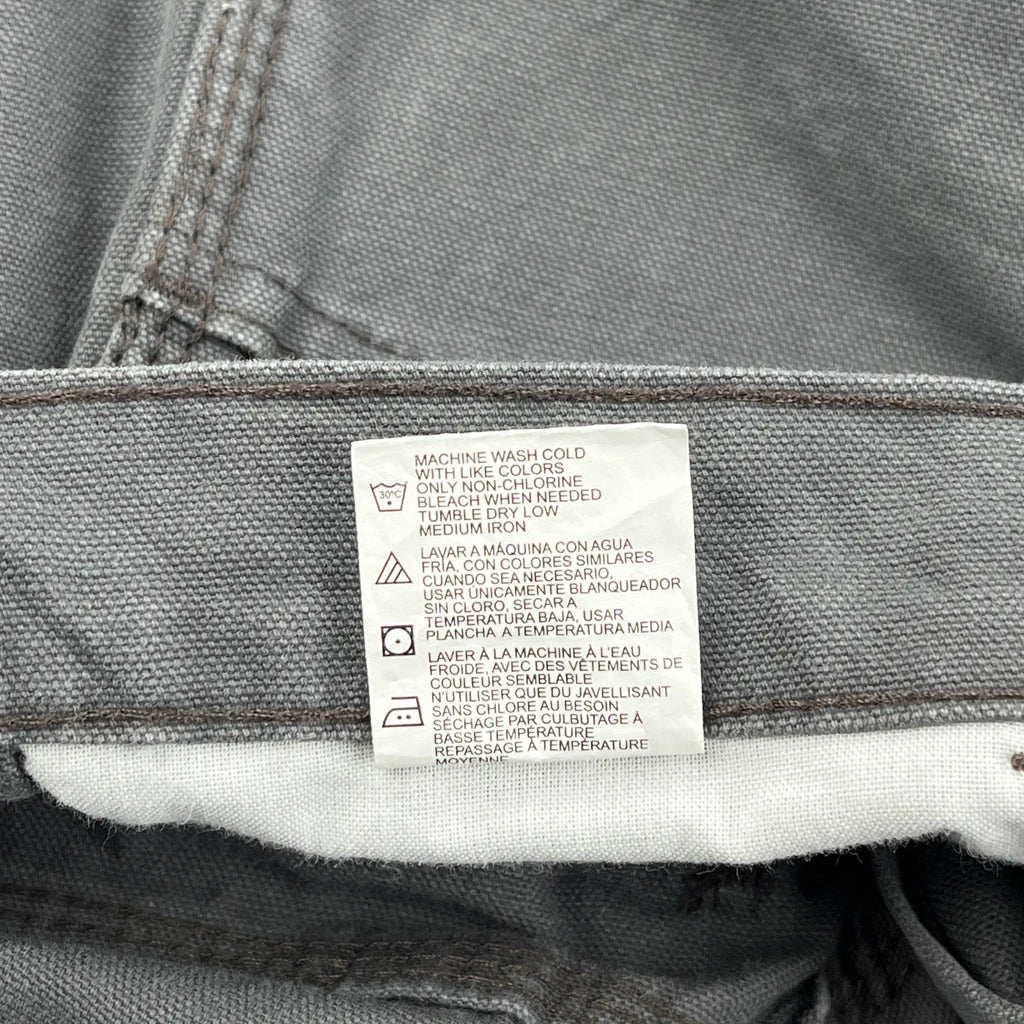 MACHINE WASH COLD
WITH LIKE COLORS
ONLY NON-CHLORINE
BLEACH WHEN NEEDED
TUMBLE DRY LOW
MEDIUM IRON
30°C
LAVAR A MÁQUINA CON AGUA
FRÍA, CON COLORES SIMILARES
CUANDO SEA NECESARIO,
USAR ÚNICAMENTE BLANQUEADOR
SIN CLORO, SECAR A
TEMPERATURA BAJA, USAR
PLANCHA A TEMPERATURA MEDIA
LAVER À LA MACHINE À L'EAU
FROIDE, AVEC DES VÊTEMENTS DE
COULEUR SEMBLABLE
N'UTILISER QUE DU JAVELLISANT
SANS CHLORE AU BESOIN
SÉCHAGE PAR CULBUTAGE À
BASSE TEMPÉRATURE
REPASSAGE À TEMPÉRATURE
MOYENNE